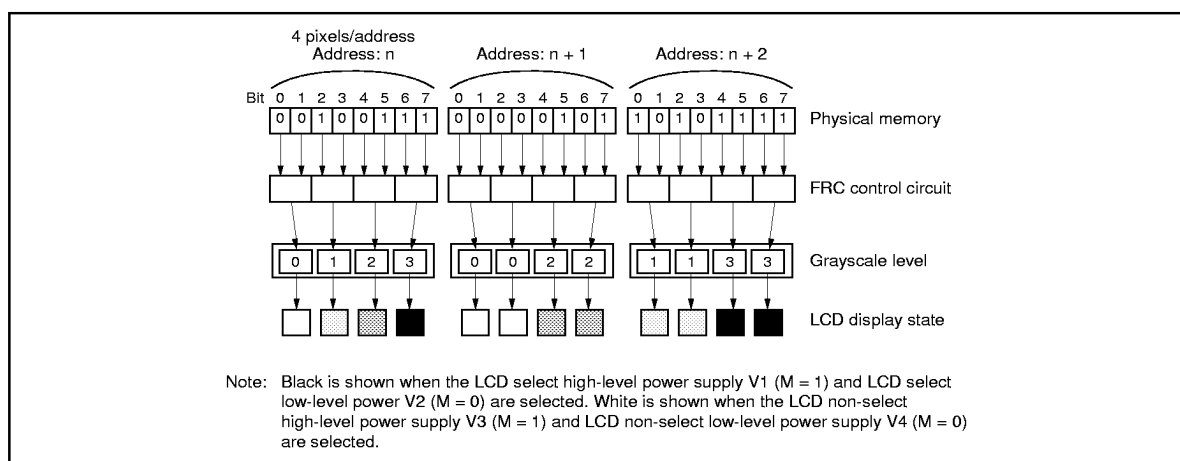 4 pixels/address
Address: n Address: n + 1 Address: n + 2
Bit 0 1 2 3 4 5 6 7 0 1 2 3 4 5 6 7 0 1 2 3 4 5 6 7
0 0 1 0 0 1 1 1 0 0 0 0 0 1 0 1 1 0 1 0 1 1 1 1 Physical memory
FRC control circuit
0 1 2 3 0 0 2 2 1 1 3 3 Grayscale level
LCD display state
Note: Black is shown when the LCD select high-level power supply V1 (M = 1) and LCD select
low-level power V2 (M = 0) are selected. White is shown when the LCD non-select
high-level power supply V3 (M = 1) and LCD non-select low-level power supply V4 (M = 0)
are selected.